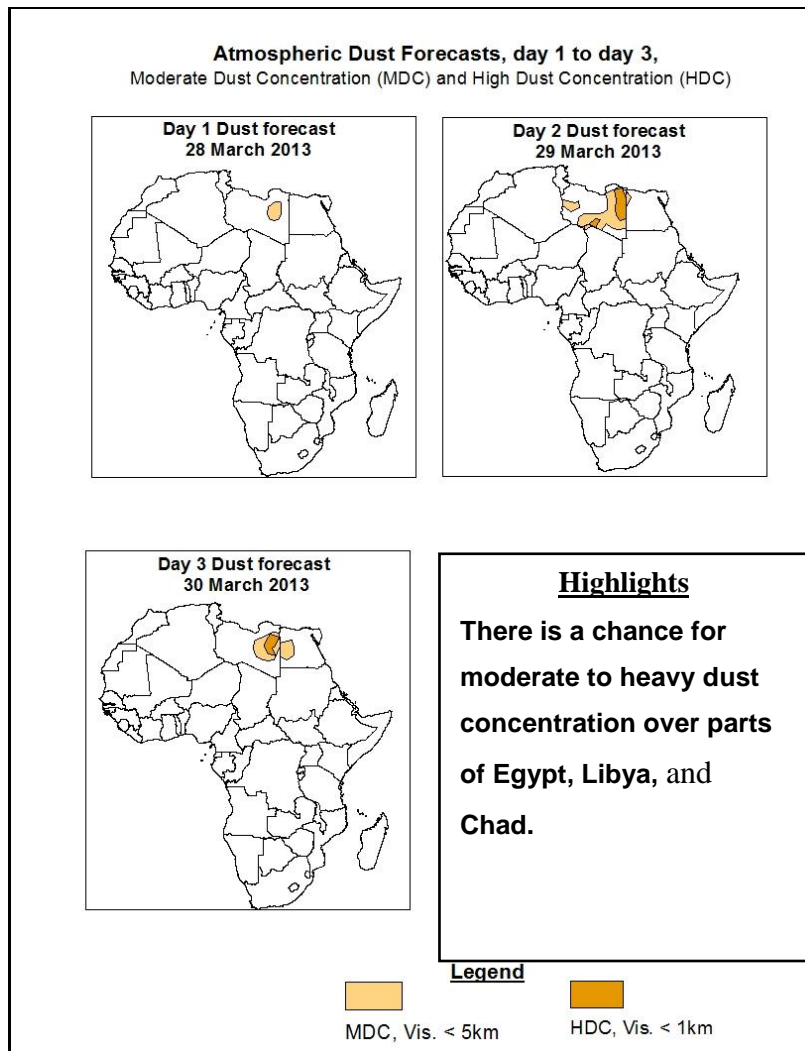 Atmospheric Dust Forecasts, day 1 to day 3,
Moderate Dust Concentration (MDC) and High Dust Concentration (HDC)
Day 1 Dust forecast
28 March 2013
Day 2 Dust forecast
29 March 2013
Day 3 Dust forecast
30 March 2013
Highlights
There is a chance for
moderate to heavy dust
concentration over parts
of Egypt, Libya, and
Chad.
Legend
MDC, Vis. < 5km
HDC, Vis. < 1km